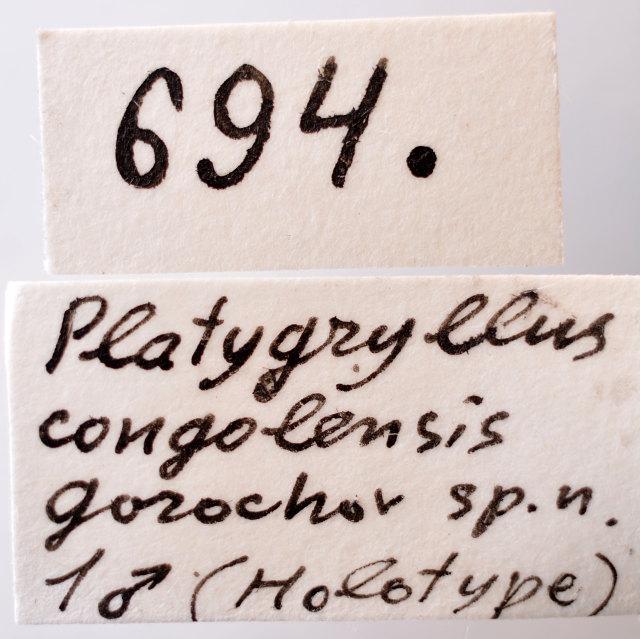 694.
Platygryllus
congolensis
gorochov sp.n.
1♂ (Holotype)